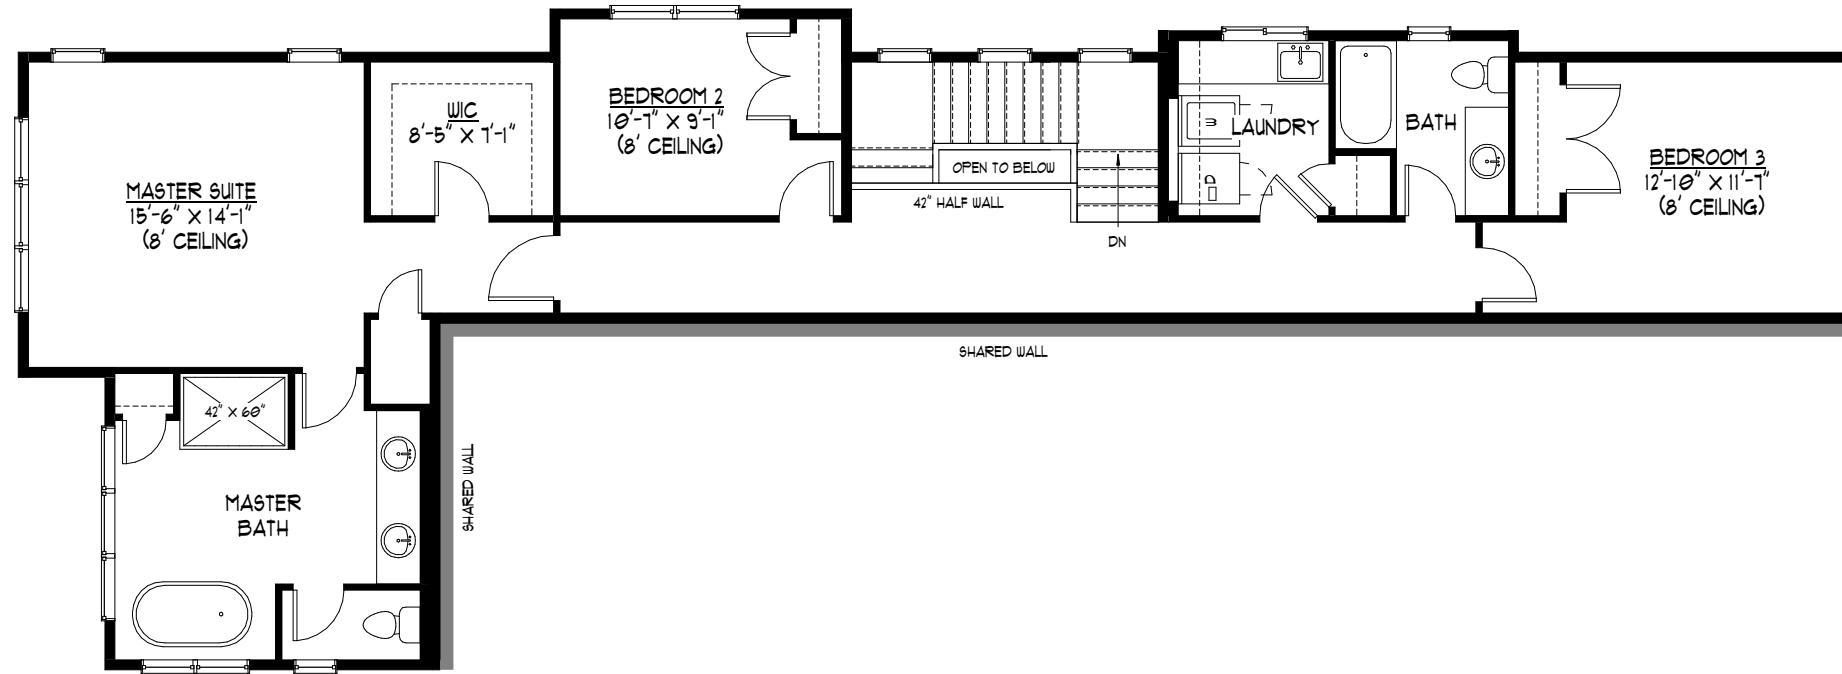 MASTER SUITE
15'-6" X 14'-1"
(8' CEILING)
WIC
8'-5" X 7'-1"
BEDROOM 2
10'-7" X 9'-1"
(8' CEILING)
OPEN TO BELOW
42" HALF WALL
DN
W
D
LAUNDRY
BATH
BEDROOM 3
12'-10" X 11'-7"
(8' CEILING)
SHARED WALL
42" X 60"
MASTER
BATH
SHARED WALL